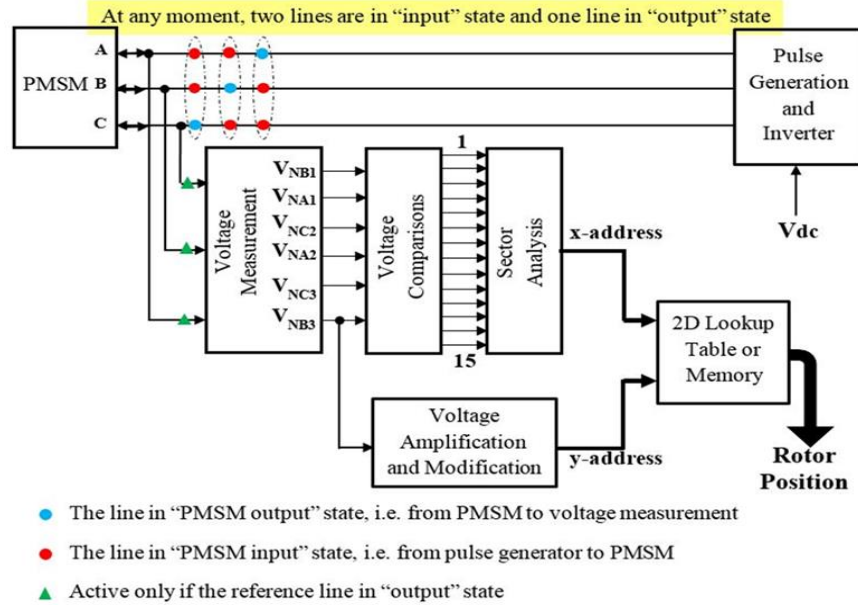 At any moment, two lines are in “input” state and one line in “output” state
A
PMSM B
C
Pulse
Generation
and
Inverter
Vdc
Voltage
Measurement
VNB1
VNA1
VNC2
VNA2
VNC3
VNB3
Voltage
Comparisons
1
15
Sector
Analysis
x-address
2D Lookup
Table or
Memory
Voltage
Amplification
and Modification
y-address
Rotor
Position
The line in “PMSM output” state, i.e. from PMSM to voltage measurement
The line in “PMSM input” state, i.e. from pulse generator to PMSM
Active only if the reference line in “output” state